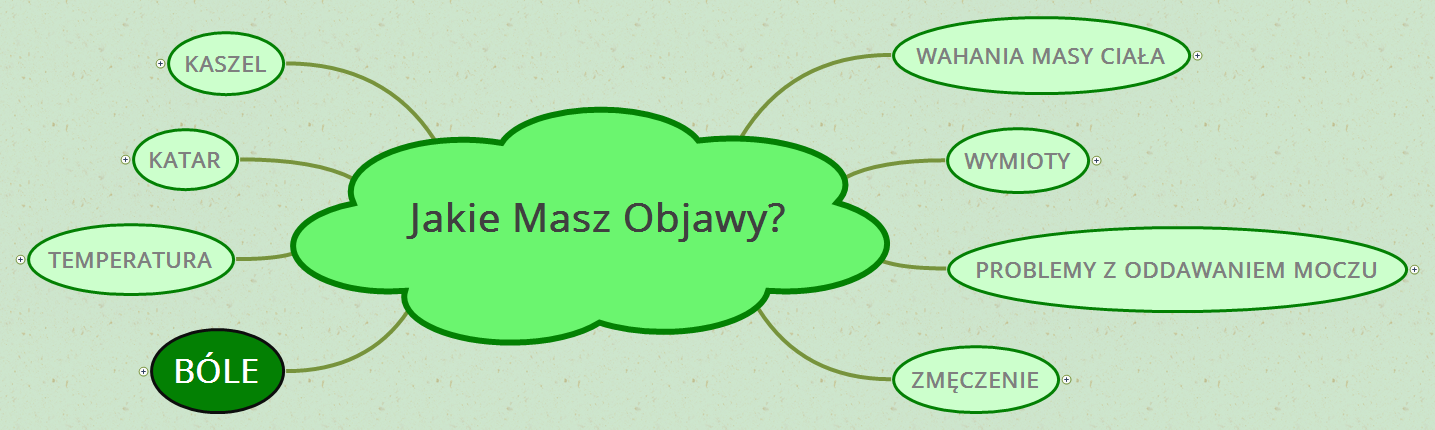 KASZEL
WAHANIA MASY CIAŁA
KATAR
WYMIOTY
Jakie Masz Objawy?
TEMPERATURA
PROBLEMY Z ODDAWANIEM MOCZU
BÓLE
ZMĘCZENIE